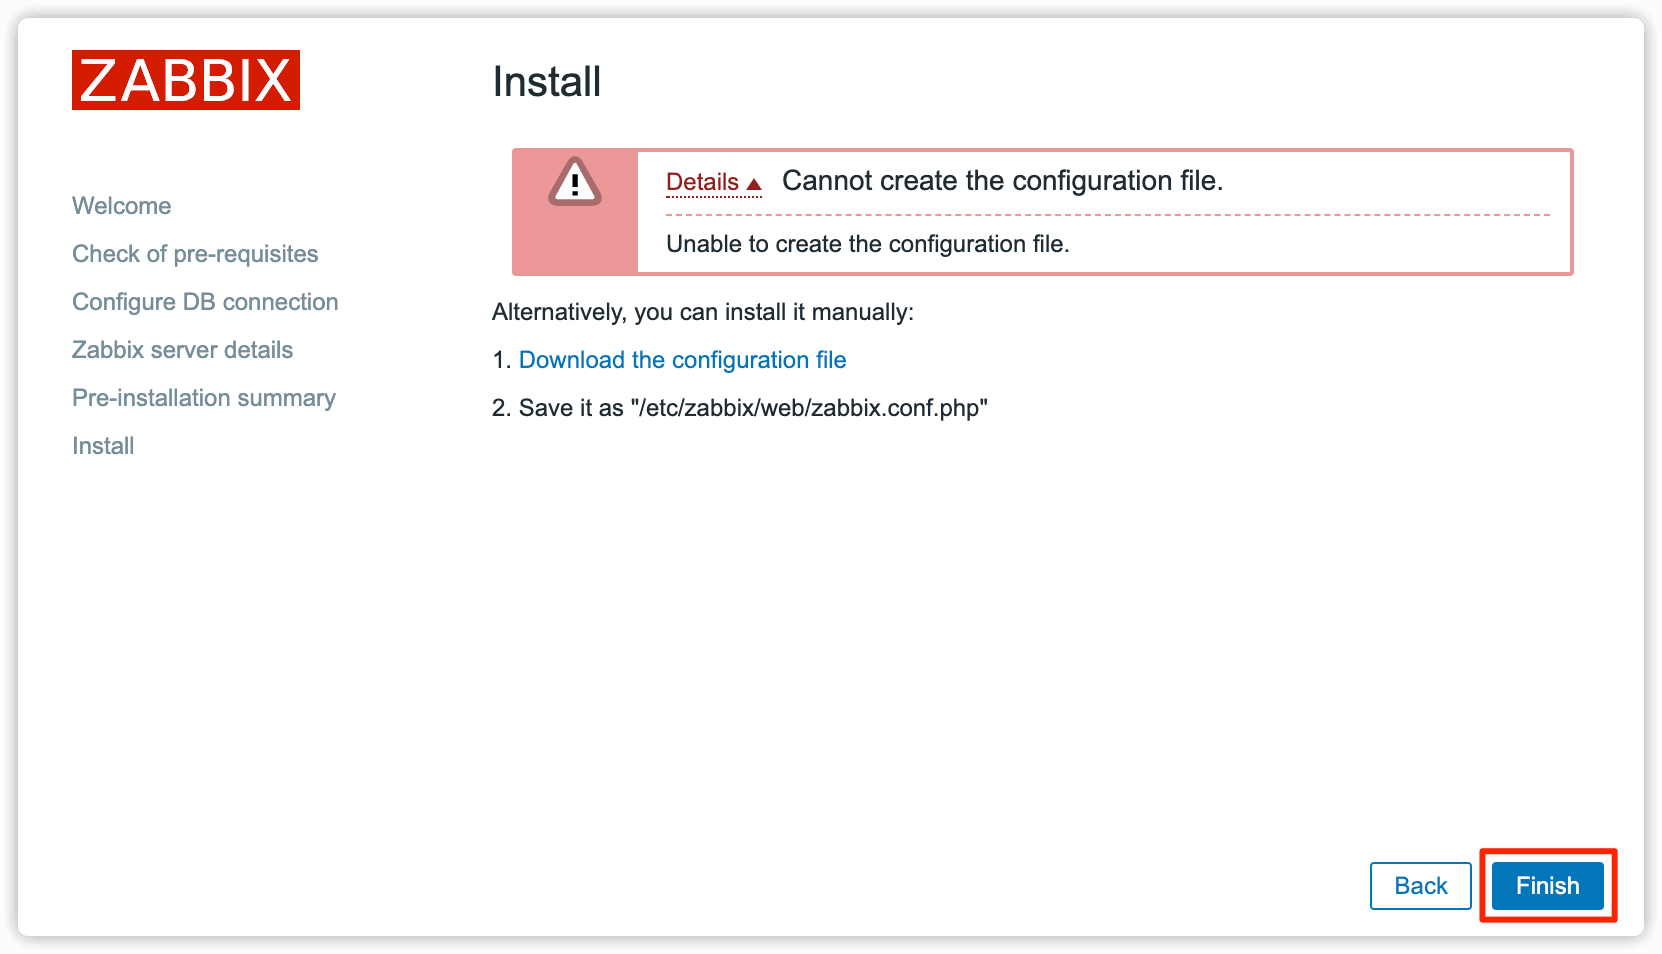 ZABBIX
Install
Welcome
Check of pre-requisites
Configure DB connection
Zabbix server details
Pre-installation summary
Install
Details Cannot create the configuration file.
Unable to create the configuration file.
Alternatively, you can install it manually:
1. Download the configuration file
2. Save it as "/etc/zabbix/web/zabbix.conf.php"
Back Finish